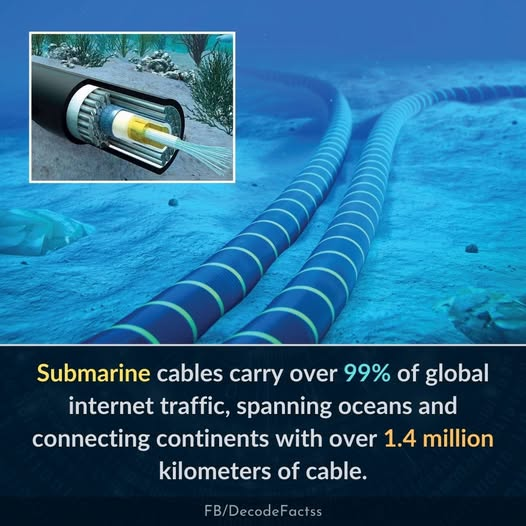 Submarine cables carry over 99% of global
internet traffic, spanning oceans and
connecting continents with over 1.4 million
kilometers of cable.
FB/DecodeFactss